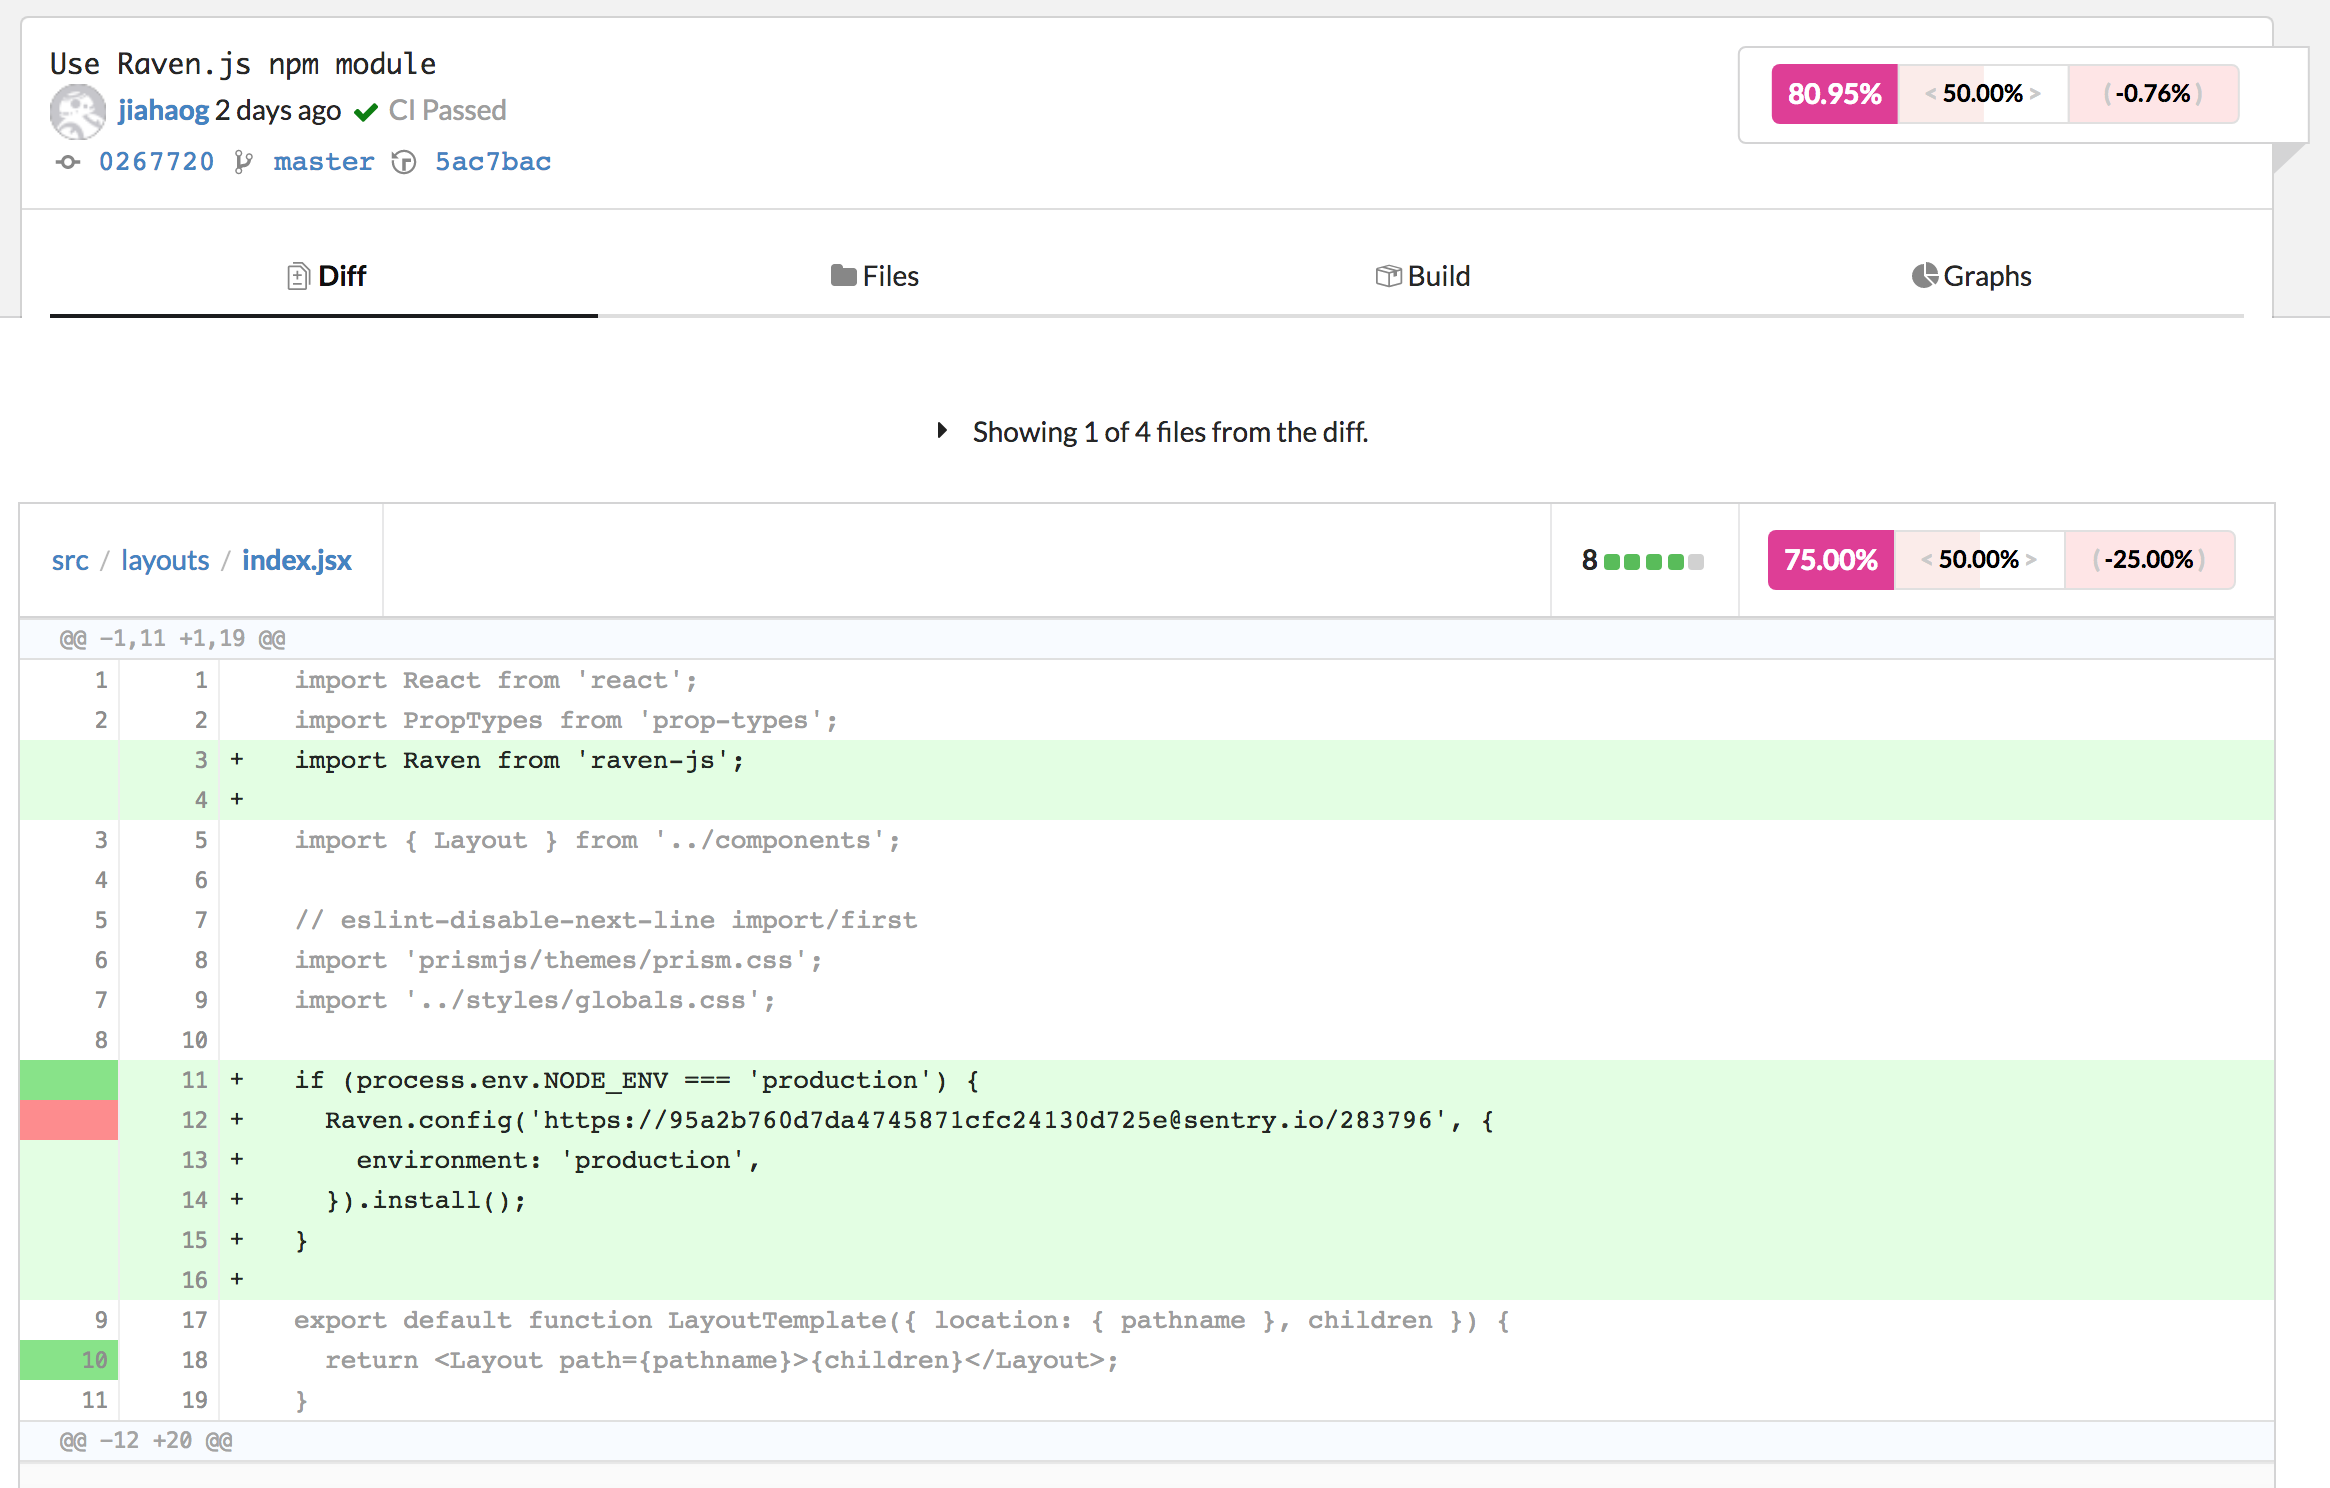 Use Raven.js npm module
jiahaog 2 days ago CI Passed
0267720 master 5ac7bac
80.95% < 50.00% > ( -0.76% )
Diff Files Build Graphs
Showing 1 of 4 files from the diff.
src / layouts / index.jsx 8 75.00% < 50.00% > ( -25.00% )
@@ -1,11 +1,19 @@
1 1 import React from 'react';
2 2 import PropTypes from 'prop-types';
3 + import Raven from 'raven-js';
4 +
3 5 import { Layout } from '../components';
4 6
5 7 // eslint-disable-next-line import/first
6 8 import 'prismjs/themes/prism.css';
7 9 import '../styles/globals.css';
8 10
11 + if (process.env.NODE_ENV === 'production') {
12 + Raven.config('https://95a2b760d7da4745871cfc24130d725e@sentry.io/283796', {
13 + environment: 'production',
14 + }).install();
15 + }
16 +
9 17 export default function LayoutTemplate({ location: { pathname }, children }) {
10 18 return <Layout path={pathname}>{children}</Layout>;
11 19 }
@@ -12 +20 @@